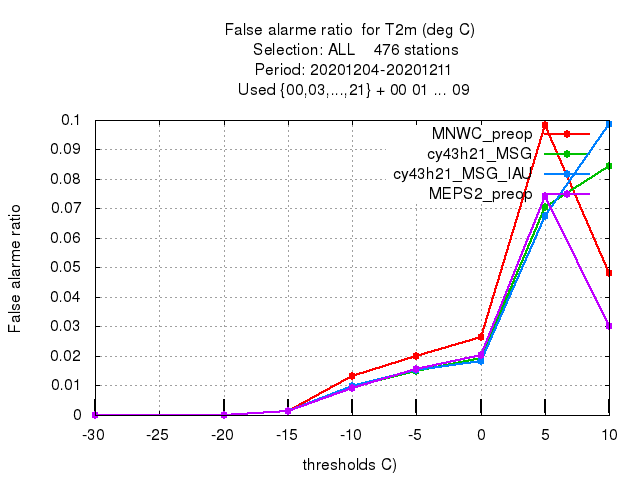 False alarme ratio  for T2m (deg C)
Selection: ALL    476 stations
Period: 20201204-20201211
Used {00,03,...,21} + 00 01 ... 09
MNWC_preop
cy43h21_MSG
cy43h21_MSG_IAU
MEPS2_preop
False alarme ratio
0.1
0.09
0.08
0.07
0.06
0.05
0.04
0.03
0.02
0.01
0
-30 -25 -20 -15 -10 -5 0 5 10
thresholds C)